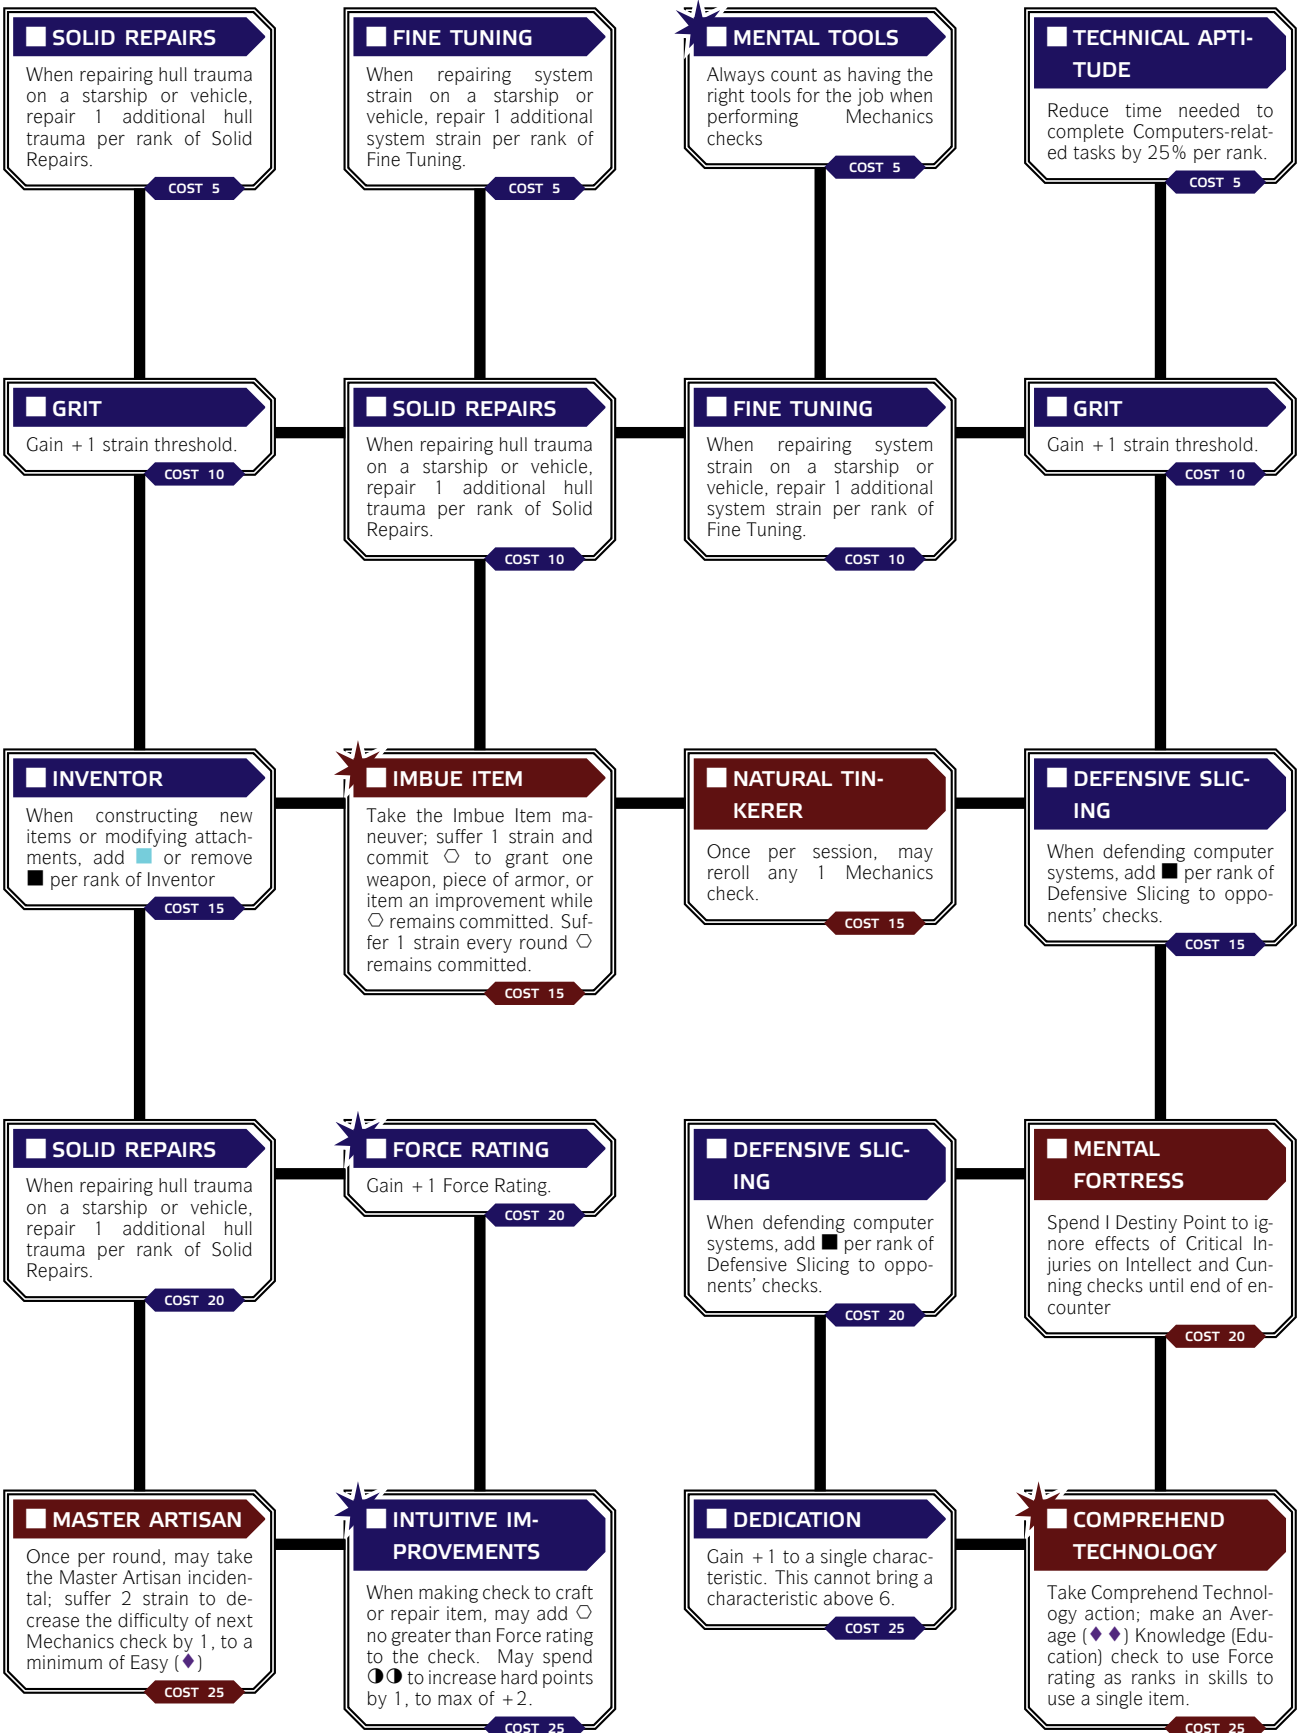 SOLID REPAIRS
When repairing hull trauma
on a starship or vehicle,
repair 1 additional hull
trauma per rank of Solid
Repairs.
COST 5
FINE TUNING
When repairing system
strain on a starship or
vehicle, repair 1 additional
system strain per rank of
Fine Tuning.
COST 5
MENTAL TOOLS
Always count as having the
right tools for the job when
performing Mechanics
checks
COST 5
TECHNICAL APTI-
TUDE
Reduce time needed to
complete Computers-relat-
ed tasks by 25% per rank.
COST 5
GRIT
Gain +1 strain threshold.
COST 10
SOLID REPAIRS
When repairing hull trauma
on a starship or vehicle,
repair 1 additional hull
trauma per rank of Solid
Repairs.
COST 10
FINE TUNING
When repairing system
strain on a starship or
vehicle, repair 1 additional
system strain per rank of
Fine Tuning.
COST 10
GRIT
Gain +1 strain threshold.
COST 10
INVENTOR
When constructing new
items or modifying attach-
ments, add ■ or remove
■ per rank of Inventor
COST 15
IMBUE ITEM
Take the Imbue Item ma-
neuver; suffer 1 strain and
commit ⬡ to grant one
weapon, piece of armor, or
item an improvement while
⬡ remains committed. Suf-
fer 1 strain every round ⬡
remains committed.
COST 15
NATURAL TIN-
KERER
Once per session, may
reroll any 1 Mechanics
check.
COST 15
DEFENSIVE SLIC-
ING
When defending computer
systems, add ■ per rank of
Defensive Slicing to oppo-
nents' checks.
COST 15
SOLID REPAIRS
When repairing hull trauma
on a starship or vehicle,
repair 1 additional hull
trauma per rank of Solid
Repairs.
COST 20
FORCE RATING
Gain +1 Force Rating.
COST 20
DEFENSIVE SLIC-
ING
When defending computer
systems, add ■ per rank of
Defensive Slicing to oppo-
nents' checks.
COST 20
MENTAL
FORTRESS
Spend I Destiny Point to ig-
nore effects of Critical In-
juries on Intellect and Cun-
ning checks until end of en-
counter
COST 20
MASTER ARTISAN
Once per round, may take
the Master Artisan inciden-
tal; suffer 2 strain to de-
crease the difficulty of next
Mechanics check by 1, to a
minimum of Easy (♦)
COST 25
INTUITIVE IM-
PROVEMENTS
When making check to craft
or repair item, may add ⬡
no greater than Force rating
to the check. May spend
◑◑ to increase hard points
by 1, to max of +2.
COST 25
DEDICATION
Gain +1 to a single charac-
teristic. This cannot bring a
characteristic above 6.
COST 25
COMPREHEND
TECHNOLOGY
Take Comprehend Technol-
ogy action; make an Aver-
age (♦♦) Knowledge (Edu-
cation) check to use Force
rating as ranks in skills to
use a single item.
COST 25